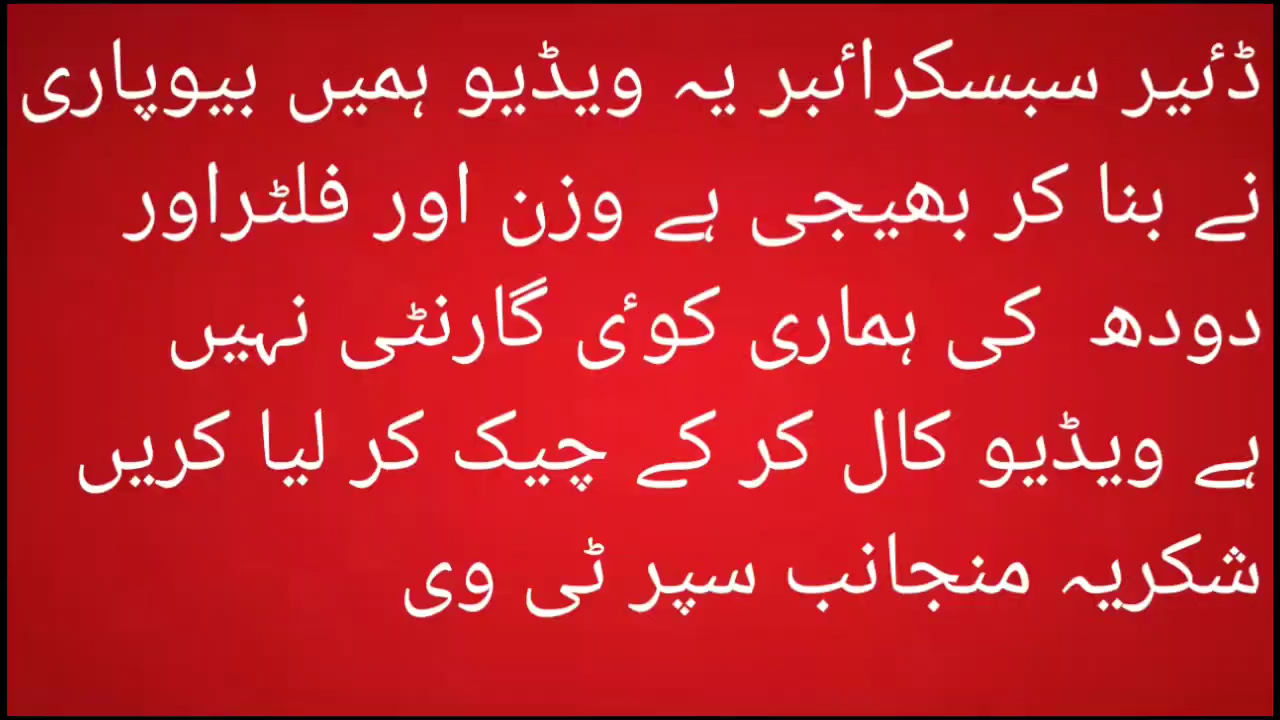 ڈئیر سبسکرائبر یہ ویڈیو ہمیں بیوپاری
نے بنا کر بھیجی ہے وزن اور فلٹراور
دودھ کی ہماری کوئی گارنٹی نہیں
ہے ویڈیو کال کر کے چیک کر لیا کریں
شکریہ منجانب سپر ٹی وی